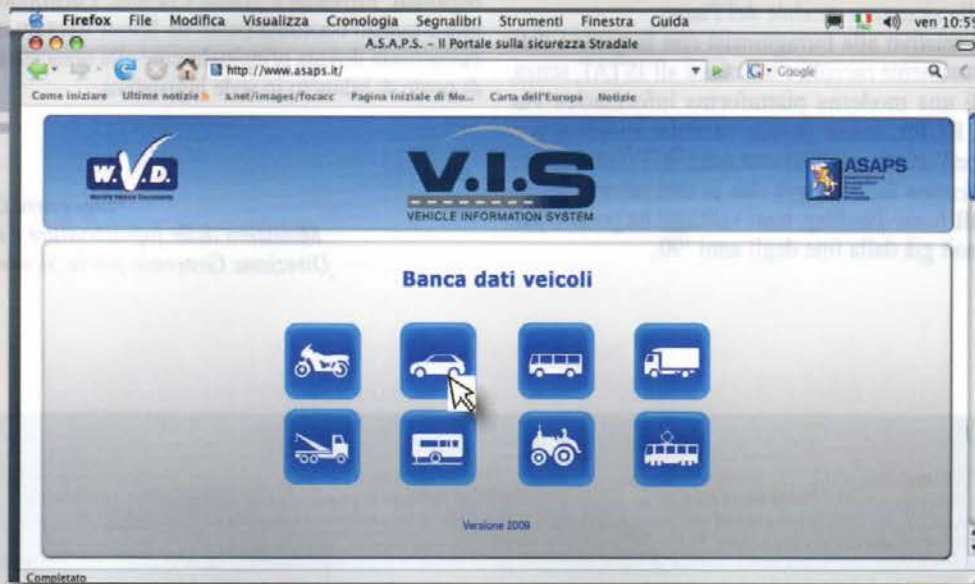 Firefox File Modifica Visualizza Cronologia Segnalibri Strumenti Finestra Guida ven 10:59
A.S.A.P.S. - Il Portale sulla sicurezza Stradale
http://www.asaps.it/ Google
Come iniziare Ultime notizie a.net/images/focacc Pagina iniziale di Mo... Carta dell'Europa Notizie
W.V.D. V.I.S ASAPS
VEHICLE INFORMATION SYSTEM
Banca dati veicoli
Versione 2009
Completato